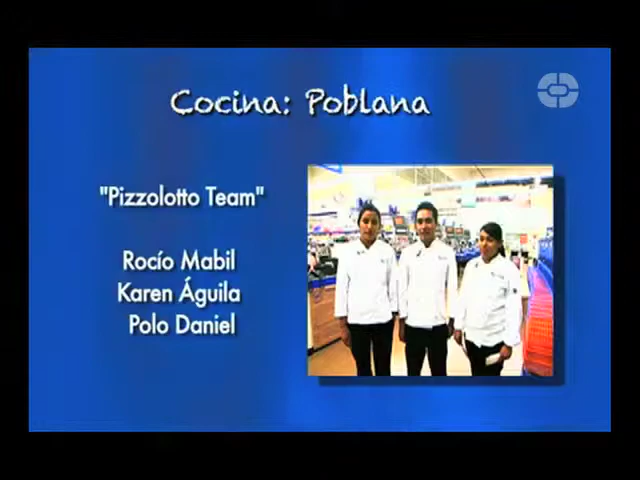 Cocina: Poblana
"Pizzolotto Team"
Rocío Mabil
Karen Águila
Polo Daniel